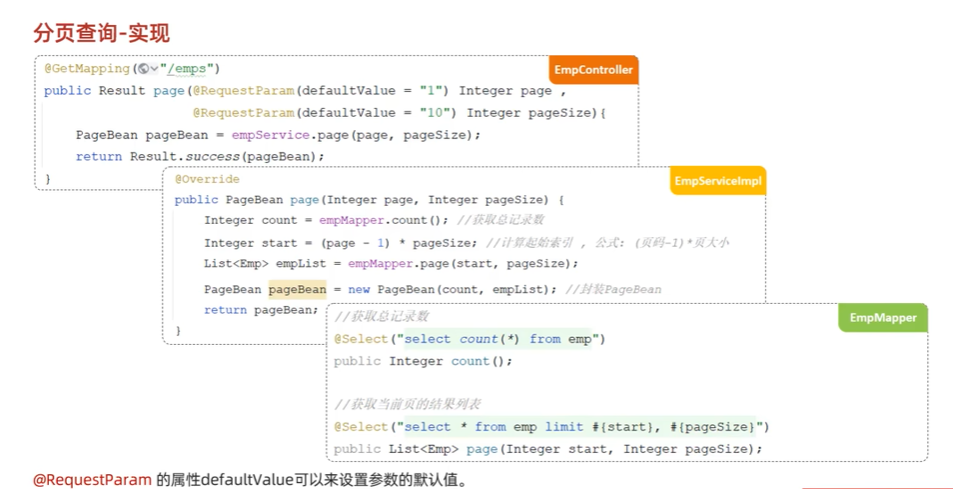 分页查询-实现
@GetMapping("/emps")
EmpController
public Result page(@RequestParam(defaultValue = "1") Integer page ,
@RequestParam(defaultValue = "10") Integer pageSize){
PageBean pageBean = empService.page(page, pageSize);
return Result.success(pageBean);
}
@Override
EmpServiceImpl
public PageBean page(Integer page, Integer pageSize) {
Integer count = empMapper.count(); //获取总记录数
Integer start = (page - 1) * pageSize; //计算起始索引 , 公式: (页码-1)*页大小
List<Emp> empList = empMapper.page(start, pageSize);
PageBean pageBean = new PageBean(count, empList); //封装PageBean
return pageBean;
}
//获取总记录数
EmpMapper
@Select("select count(*) from emp")
public Integer count();
//获取当前页的结果列表
@Select("select * from emp limit #{start}, #{pageSize}")
public List<Emp> page(Integer start, Integer pageSize);
@RequestParam 的属性defaultValue可以来设置参数的默认值。